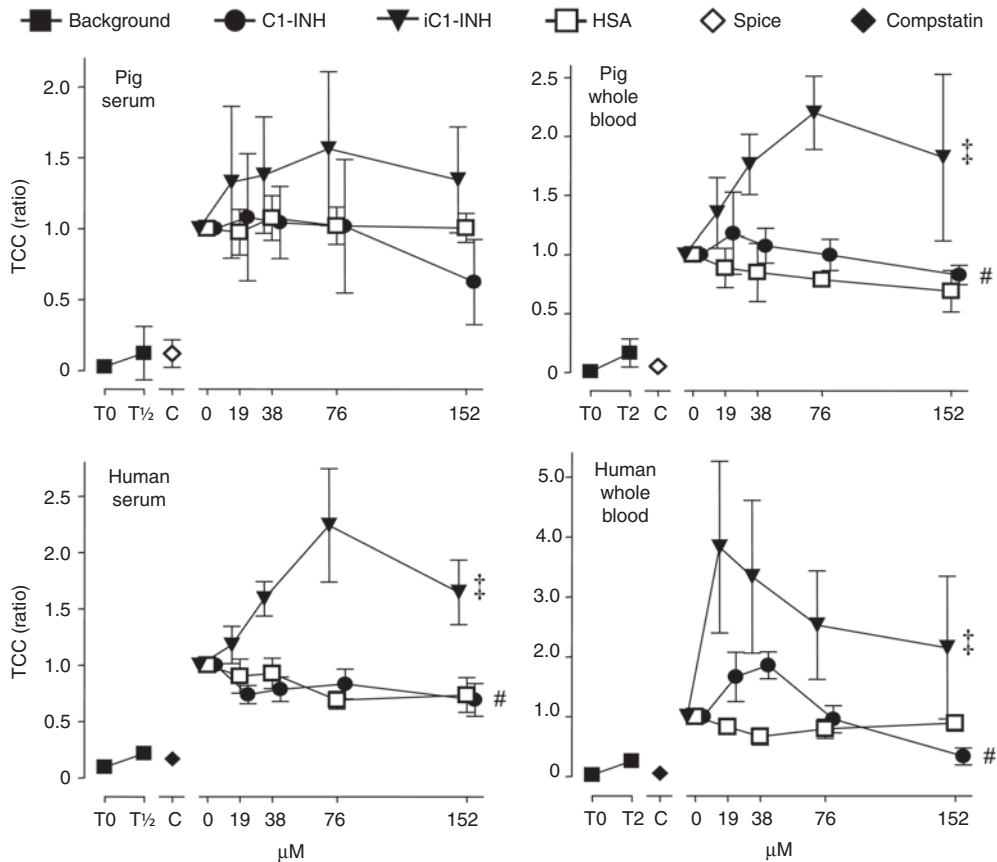 Background C1-INH iC1-INH HSA Spice Compstatin
Pig
serum
TCC (ratio)
2.0
1.5
1.0
0.5
0
T0 T½ C 0 19 38 76 152
Pig
whole
blood
2.5
2.0
1.5
1.0
0.5
0
‡
#
T0 T2 C 0 19 38 76 152
Human
serum
TCC (ratio)
2.5
2.0
1.5
1.0
0.5
0
‡
#
T0 T½ C 0 19 38 76 152
µM
Human
whole
blood
5.0
4.0
3.0
2.0
1.0
0
‡
#
T0 T2 C 0 19 38 76 152
µM